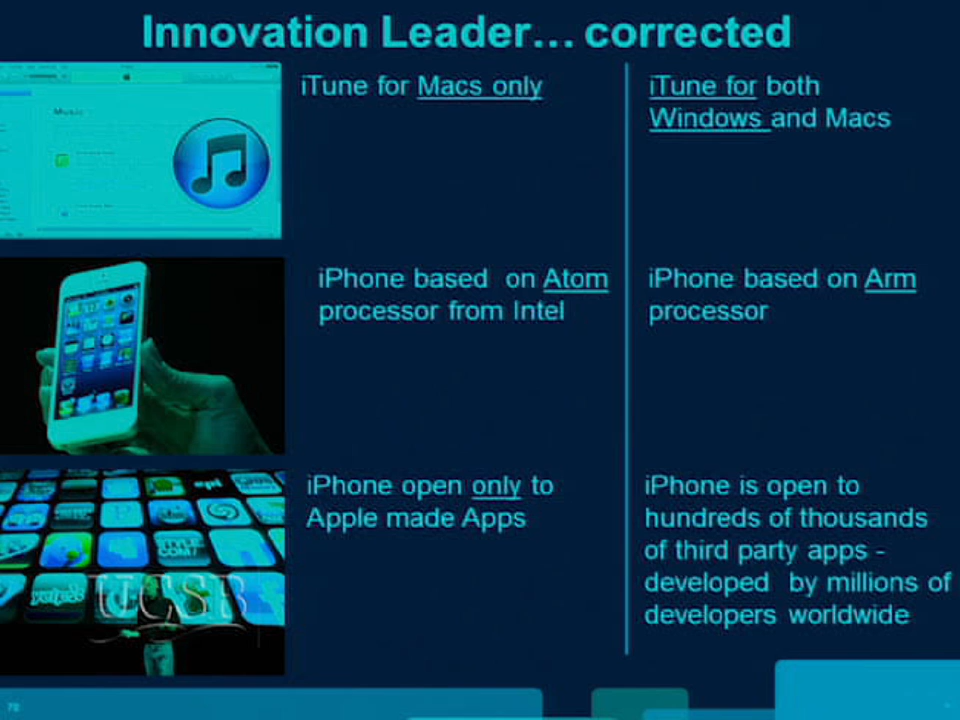 Innovation Leader... corrected
iTune for Macs only
iTune for both
Windows and Macs
Music
iPhone based on Atom
processor from Intel
iPhone based on Arm
processor
iPhone open only to
Apple made Apps
iPhone is open to
hundreds of thousands
of third party apps -
developed by millions of
developers worldwide
UCSB
70